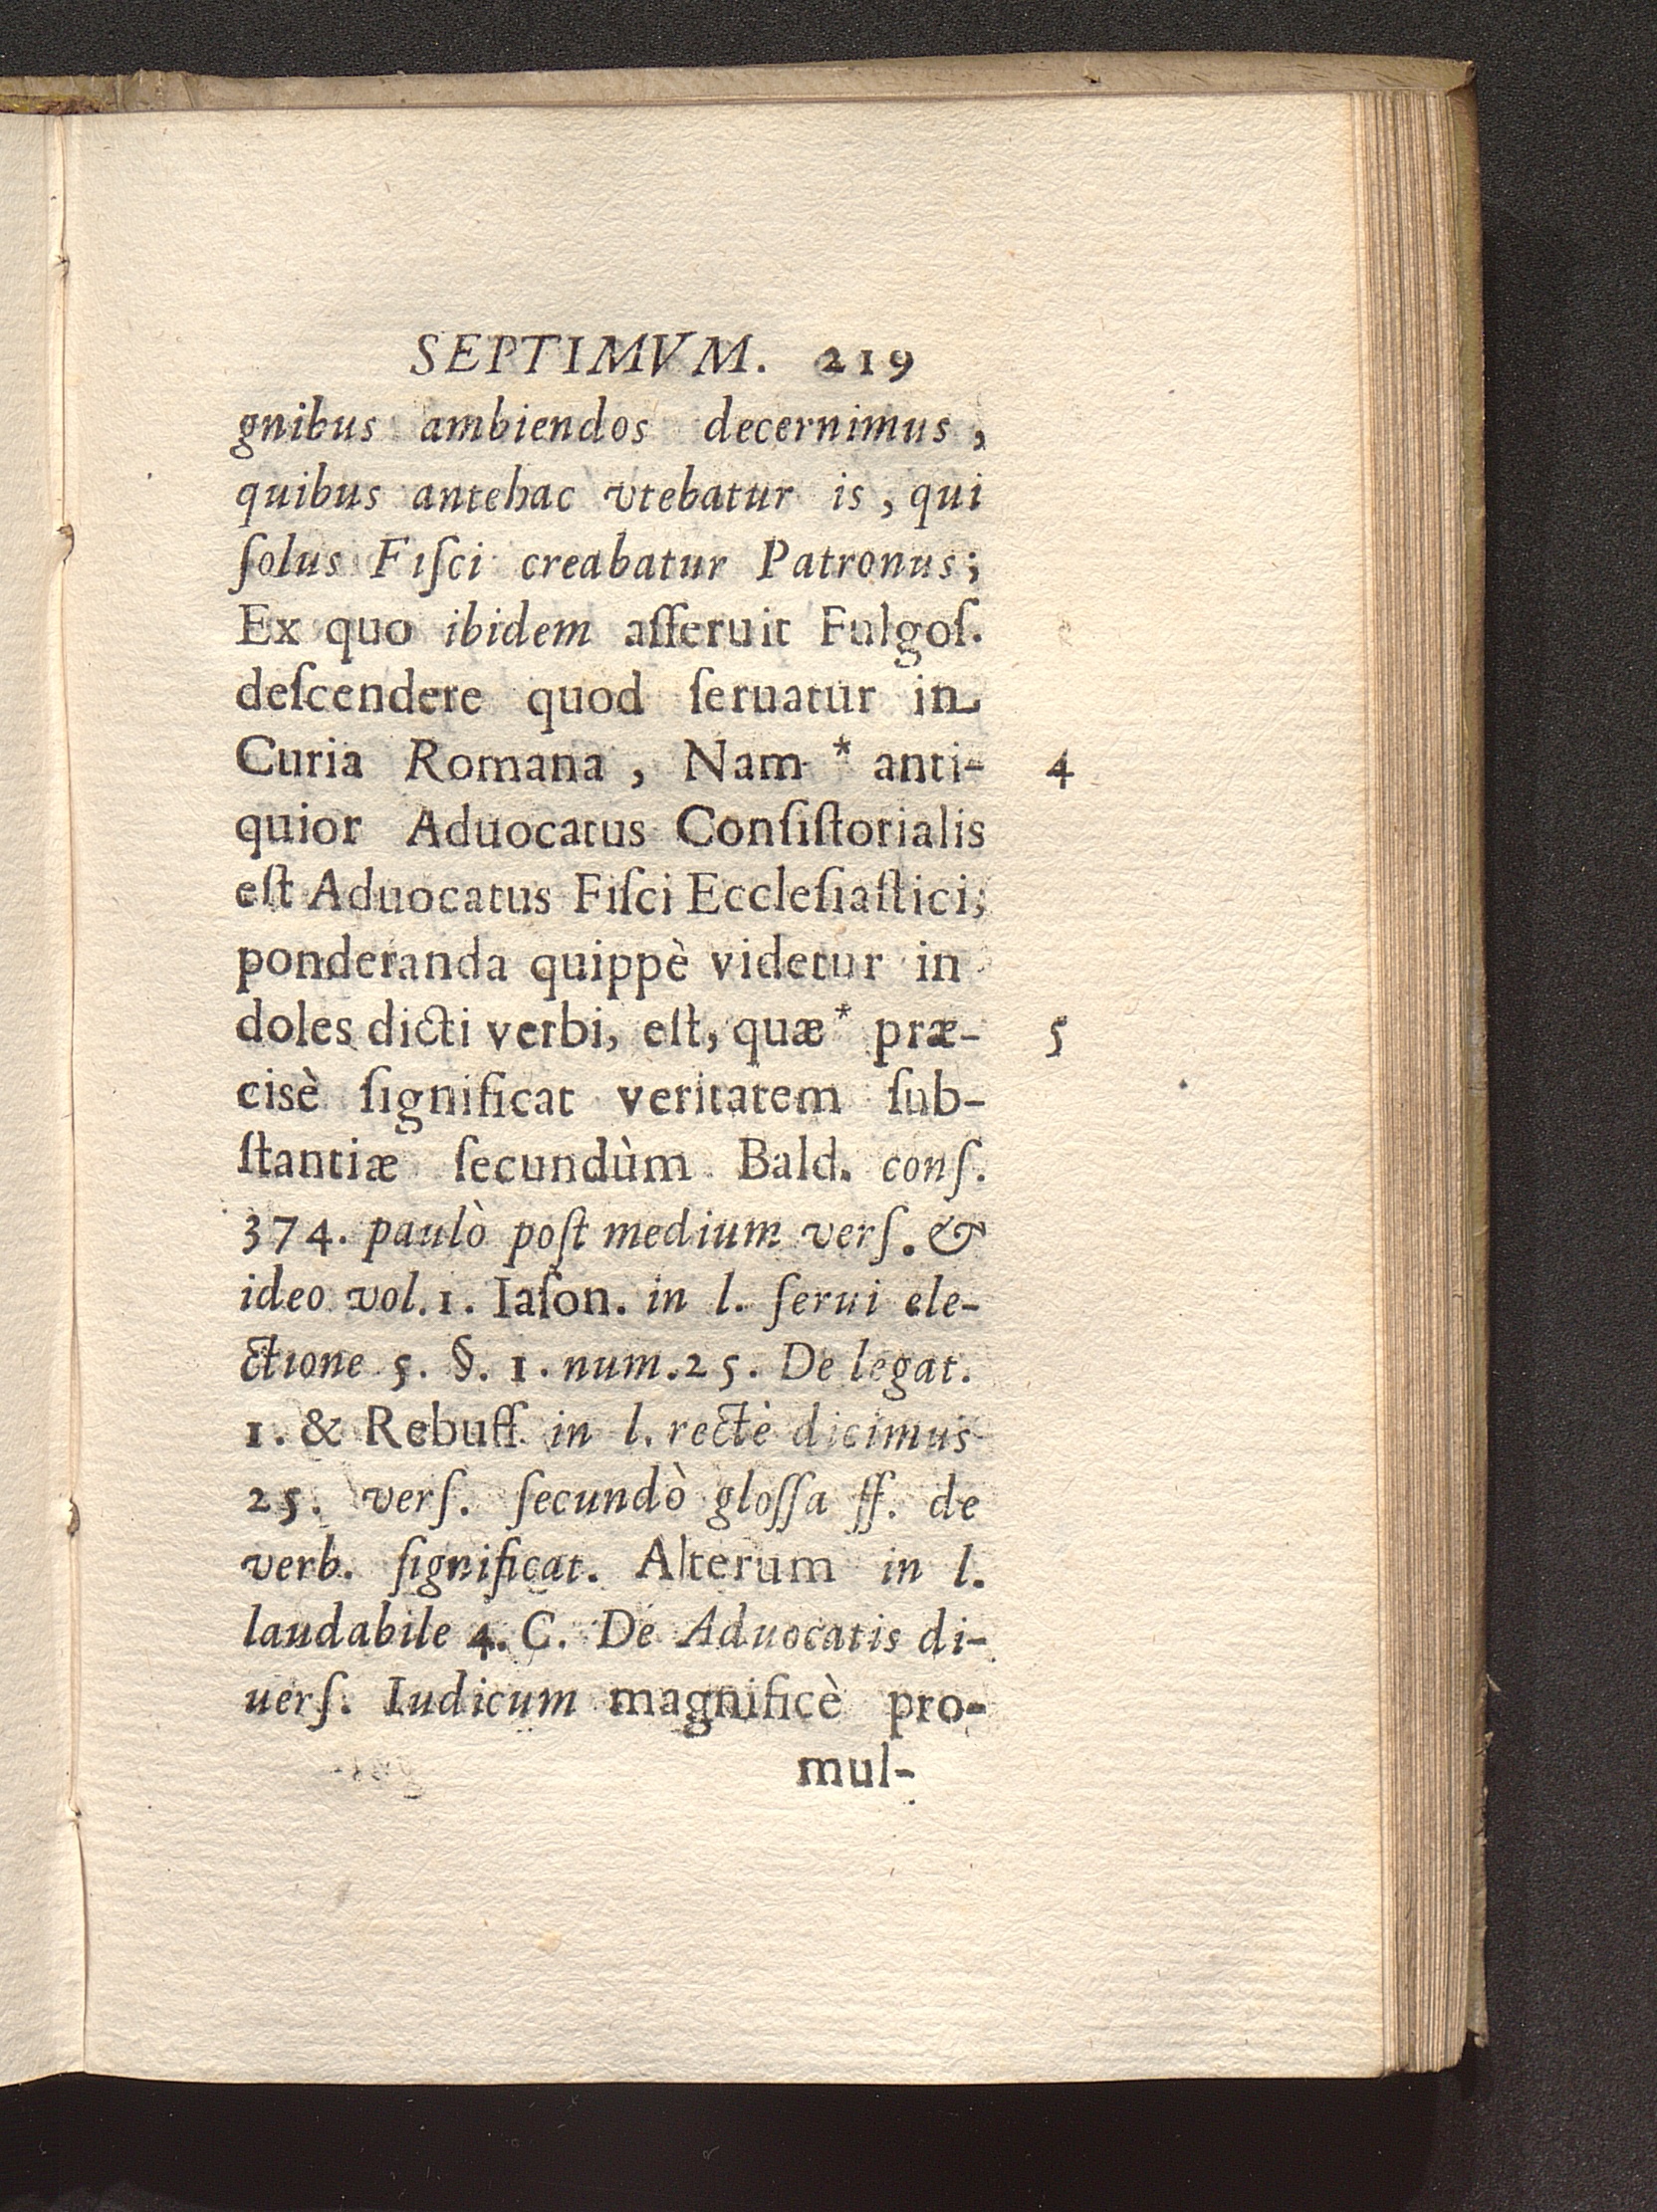 SEPTIMVM. 219
gnibus ambiendos decernimus,
quibus antehac vtebatur is, qui
ſolus Fiſci creabatur Patronus;
Ex quo ibidem aſſeruit Fulgoſ.
deſcendere quod ſeruatur in
Curia Romana, Nam * anti- 4
quior Aduocatus Conſiſtorialis
eſt Aduocatus Fiſci Eccleſiaſtici;
ponderanda quippè videtur in
doles dicti verbi, eſt, quæ * præ- 5
cisè ſignificat veritatem ſub-
ſtantiæ ſecundùm Bald. conſ.
374. paulò poſt medium verſ. &
ideo vol. 1. Iaſon. in l. ſerui ele-
ctione 5. §. 1. num. 25. De legat.
1. & Rebuff. in l. rectè dicimus
25. verſ. ſecundò gloſſa ff. de
verb. ſignificat. Alterum in l.
laudabile 4. C. De Aduocatis di-
uerſ. Iudicum magnificè pro-
mul-